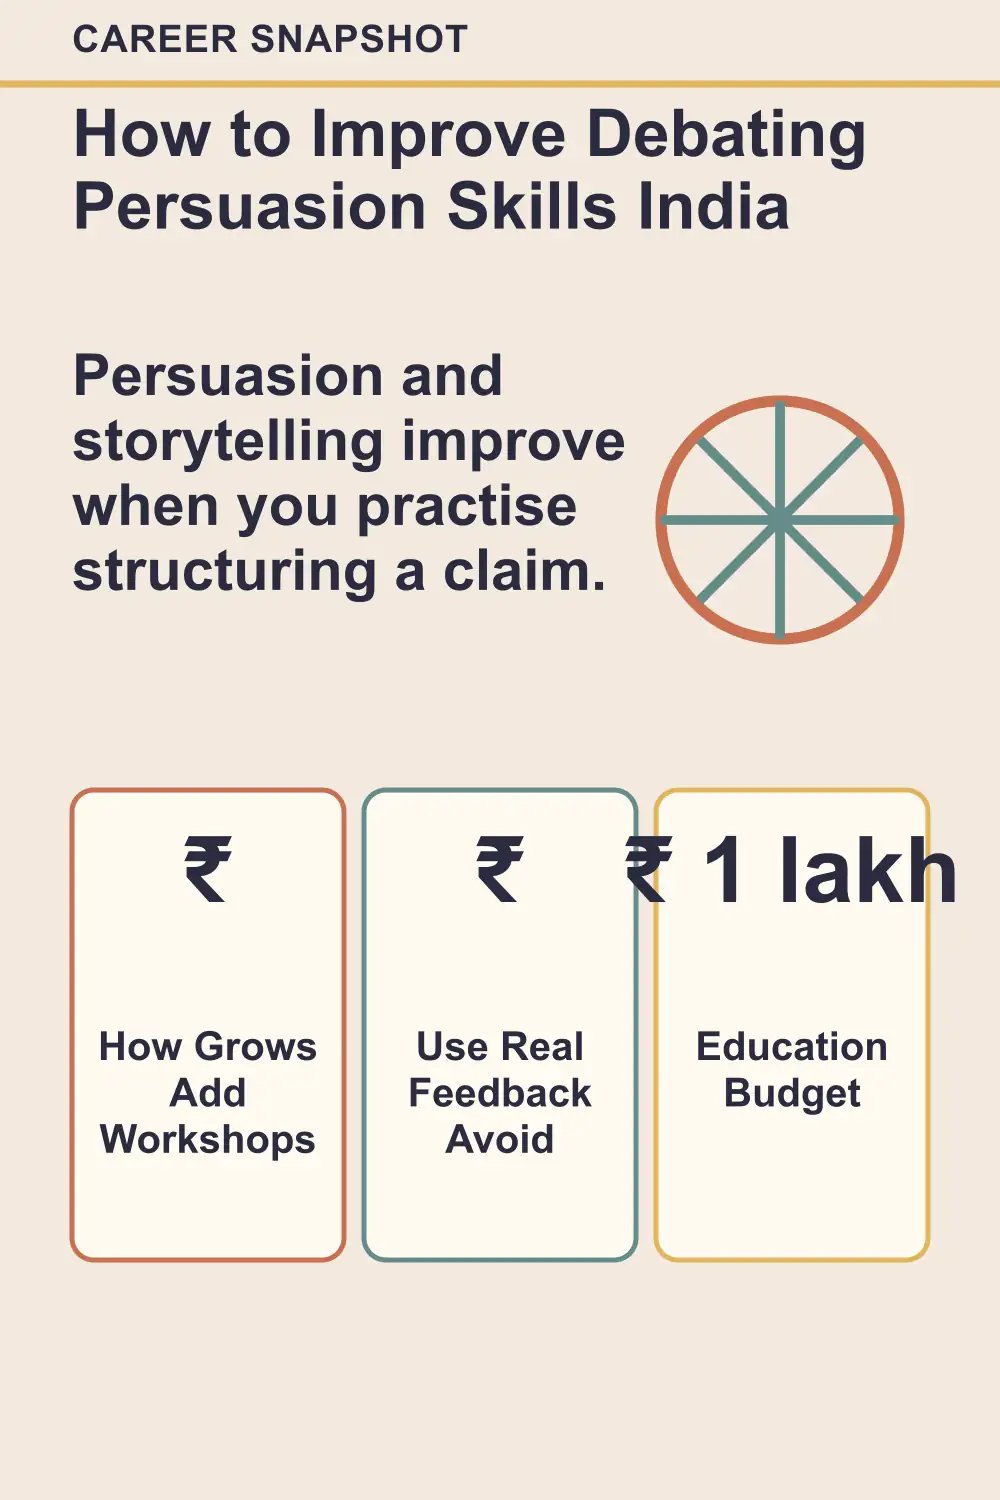 CAREER SNAPSHOT
How to Improve Debating
Persuasion Skills India
Persuasion and
storytelling improve
when you practise
structuring a claim.
₹
How Grows
Add
Workshops
₹
Use Real
Feedback
Avoid
₹ 1 lakh
Education
Budget